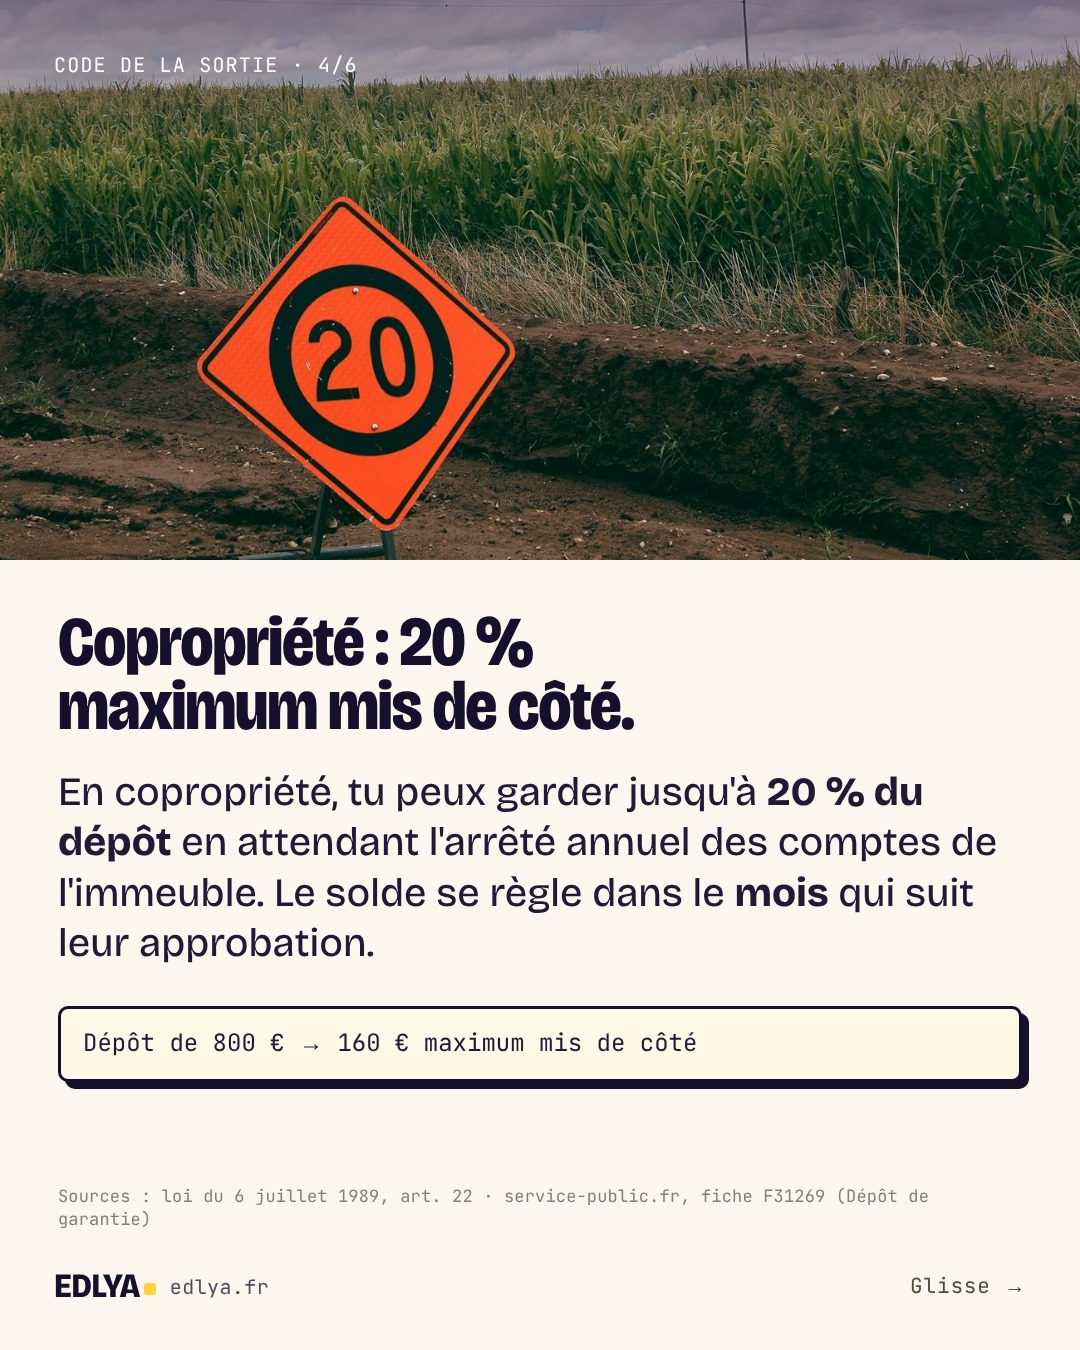 CODE DE LA SORTIE · 4/6
20
Copropriété : 20 %
maximum mis de côté.
En copropriété, tu peux garder jusqu'à 20 % du
dépôt en attendant l'arrêté annuel des comptes de
l'immeuble. Le solde se règle dans le mois qui suit
leur approbation.
Dépôt de 800 € → 160 € maximum mis de côté
Sources : loi du 6 juillet 1989, art. 22 · service-public.fr, fiche F31269 (Dépôt de
garantie)
EDLYA edlya.fr
Glisse →